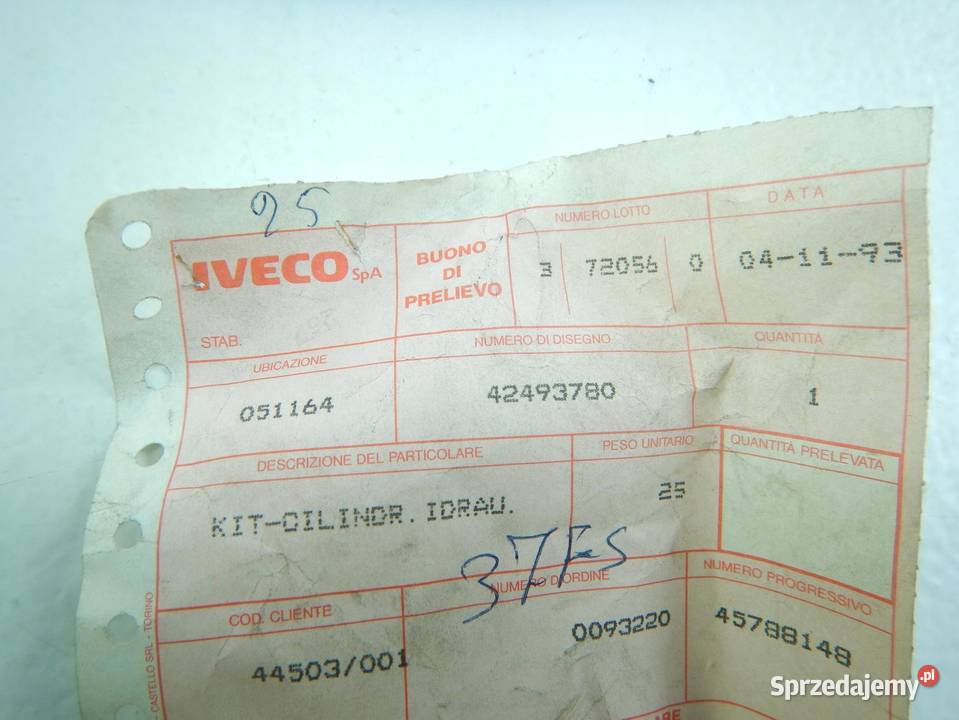 25
IVECO SpA
BUONO DI PRELIEVO
NUMERO LOTTO
DATA
3 72056 0
04-11-93
STAB.
UBICAZIONE
NUMERO DI DISEGNO
QUANTITÀ
051164
42493780
1
DESCRIZIONE DEL PARTICOLARE
PESO UNITARIO
QUANTITÀ PRELEVATA
KIT-CILINDR.IDRAU.
25
COD. CLIENTE
NUMERO D'ORDINE
NUMERO PROGRESSIVO
44503/001
0093220
45788148
CASTELLO SRL - TORINO
Sprzedajemy.pl